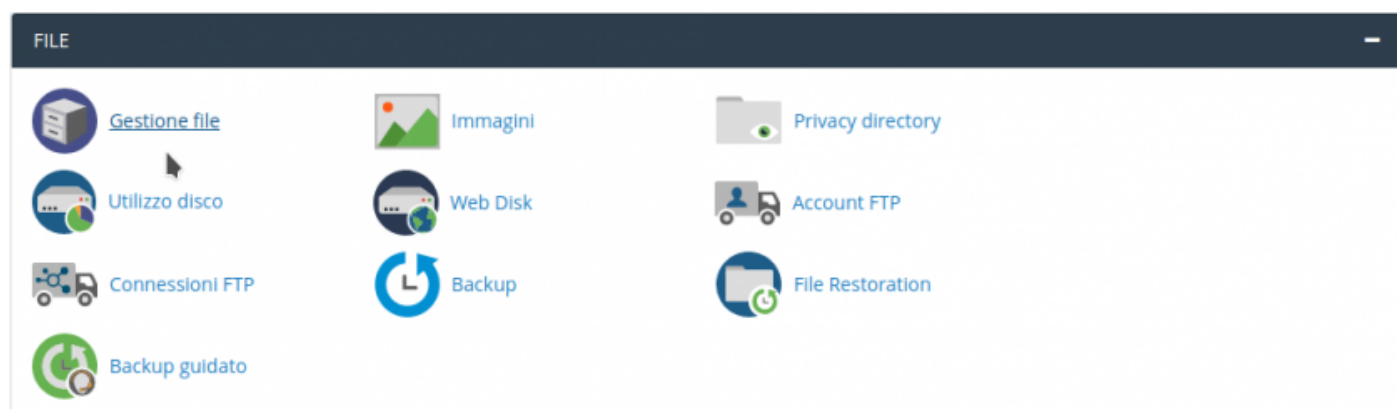 FILE
Gestione file
Immagini
Privacy directory
Utilizzo disco
Web Disk
Account FTP
Connessioni FTP
Backup
File Restoration
Backup guidato